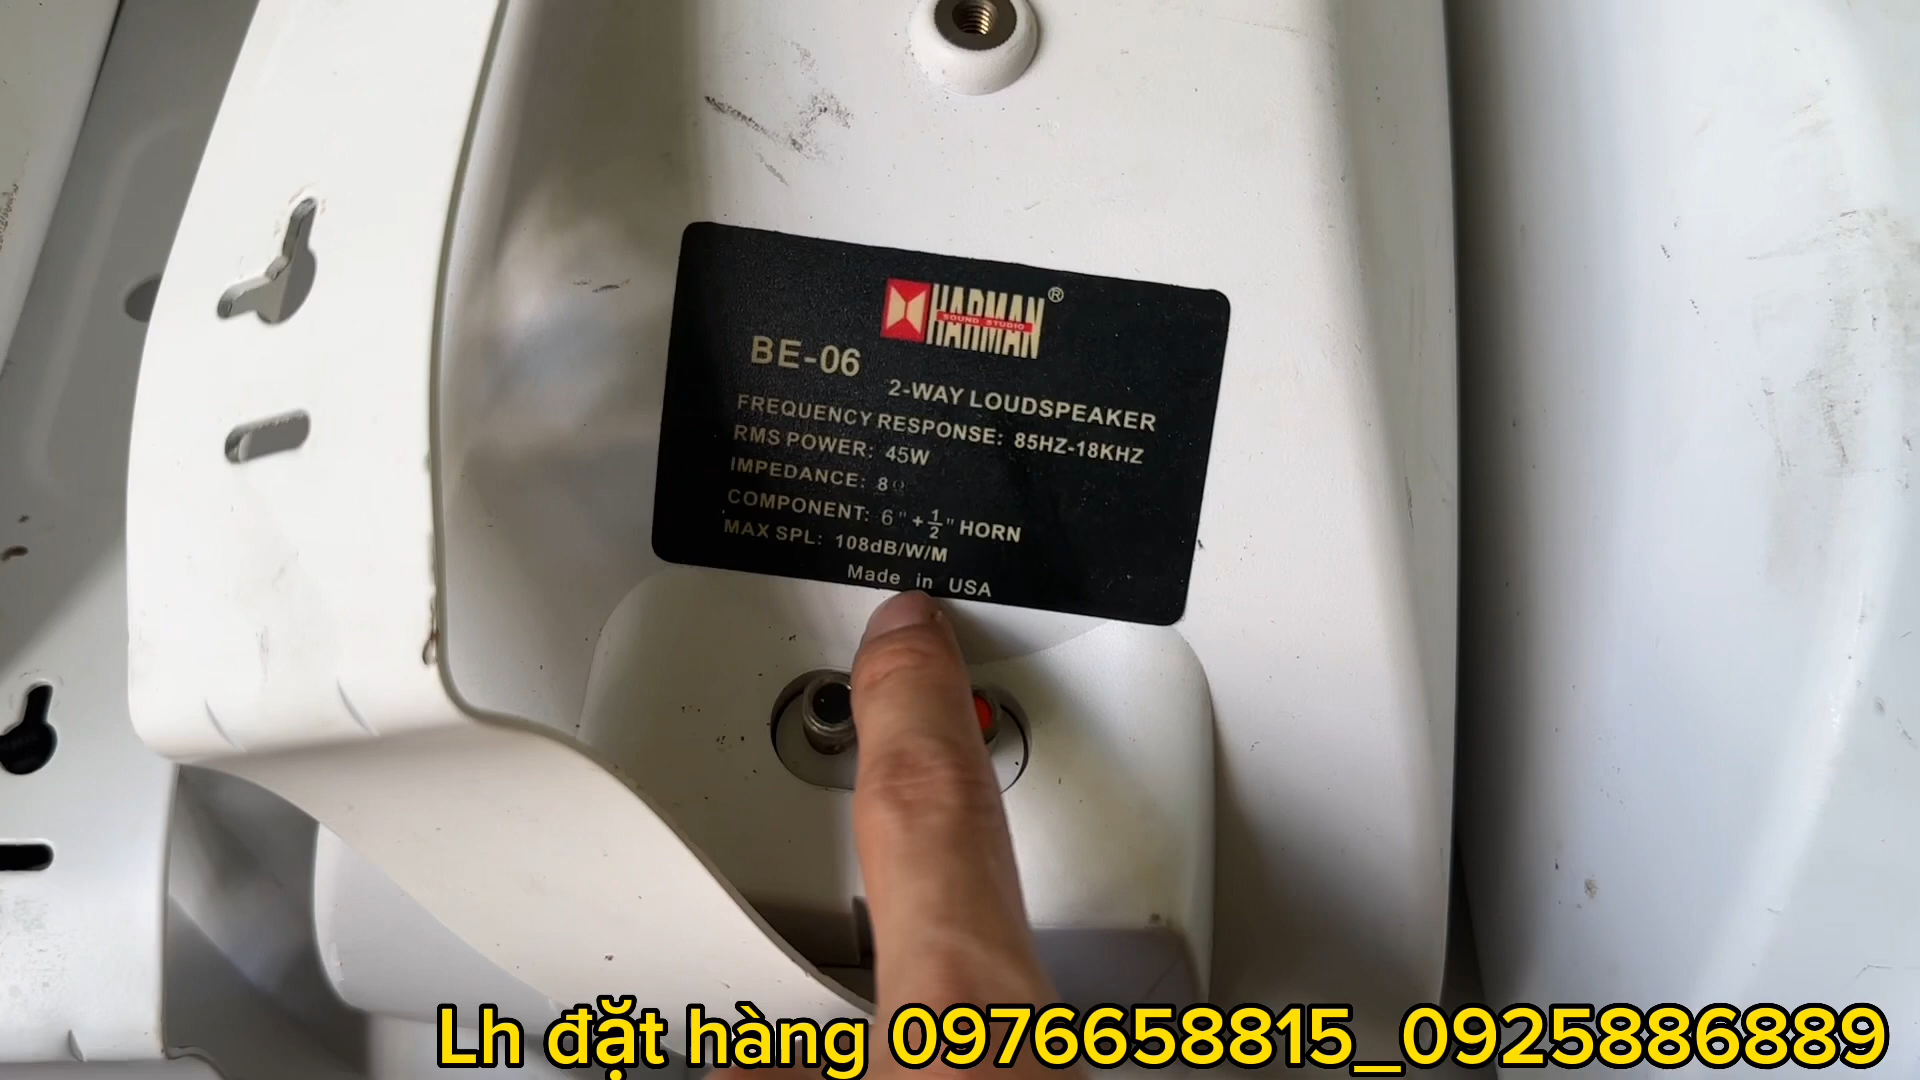 HARMAN®
SOUND STUDIO
BE-06
2-WAY LOUDSPEAKER
FREQUENCY RESPONSE: 85HZ-18KHZ
RMS POWER: 45W
IMPEDANCE: 8Ω
COMPONENT: 6"+1/2" HORN
MAX SPL: 108dB/W/M
Made in USA
Lh đặt hàng 0976658815_0925886889